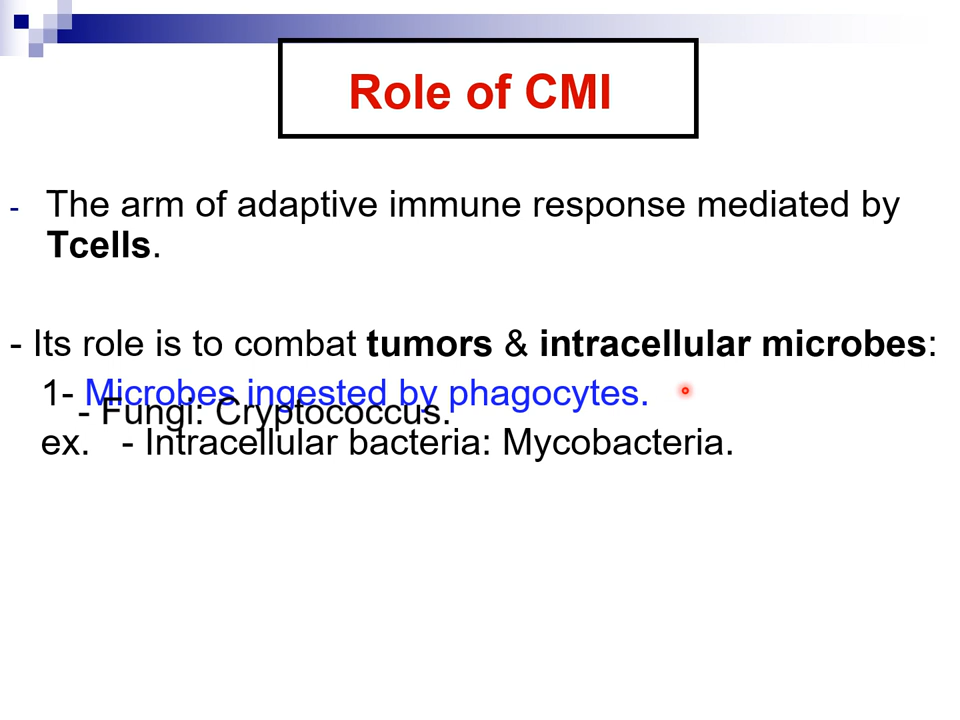 Role of CMI
- The arm of adaptive immune response mediated by
Tcells.
- Its role is to combat tumors & intracellular microbes:
1- Microbes ingested by phagocytes.
- Fungi: Cryptococcus.
ex. - Intracellular bacteria: Mycobacteria.